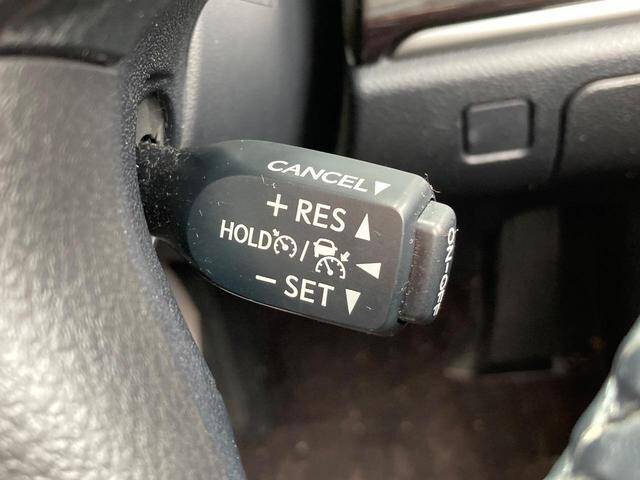 CANCEL▼
+ RES ▲
HOLD / ◀
− SET ▼
ON-OFF